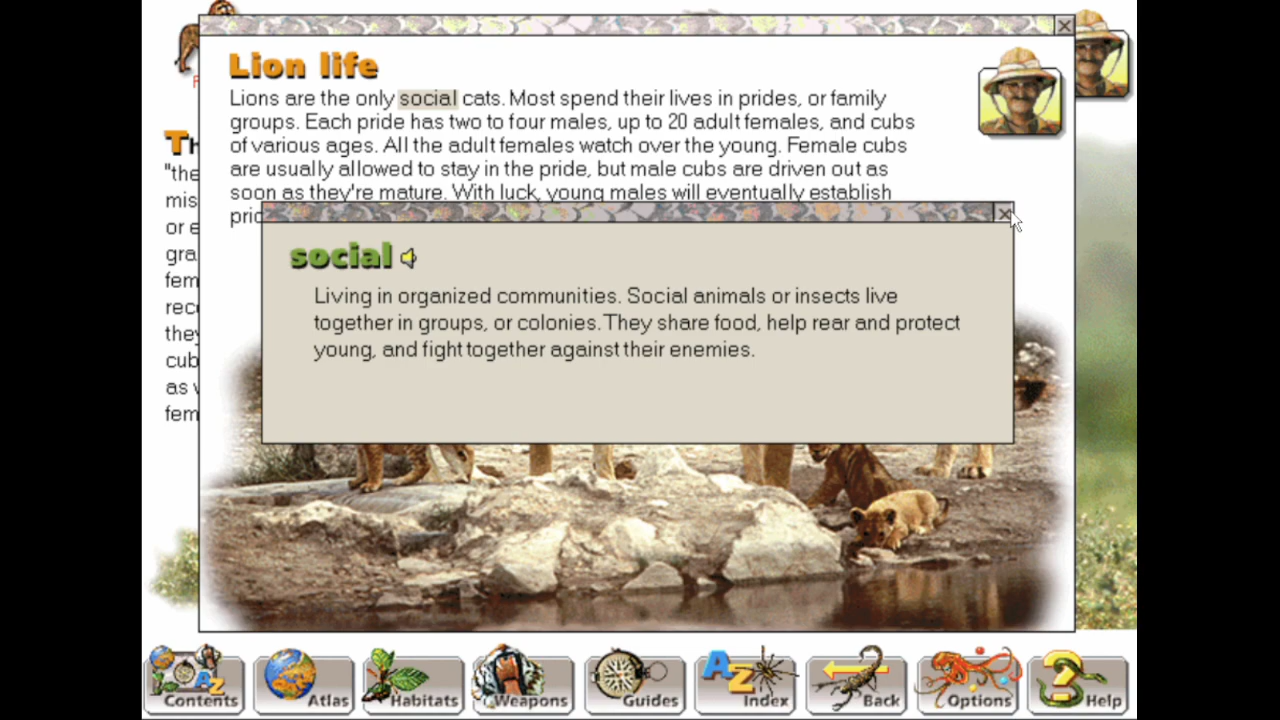 Lion life
Lions are the only social cats. Most spend their lives in prides, or family
groups. Each pride has two to four males, up to 20 adult females, and cubs
of various ages. All the adult females watch over the young. Female cubs
are usually allowed to stay in the pride, but male cubs are driven out as
soon as they're mature. With luck, young males will eventually establish
social
Living in organized communities. Social animals or insects live
together in groups, or colonies. They share food, help rear and protect
young, and fight together against their enemies.
"the
or e
as
Contents
Atlas
Habitats
Weapons
Guides
Index
Back
Options
Help